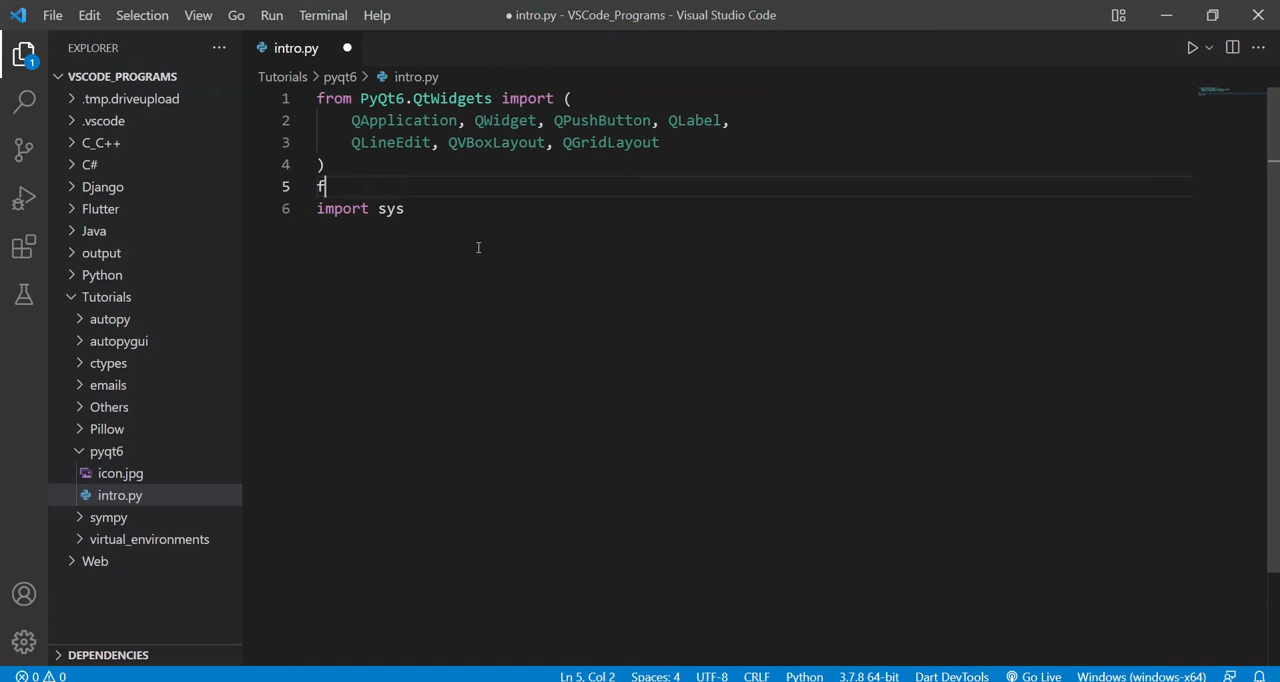 File Edit Selection View Go Run Terminal Help
● intro.py - VSCode_Programs - Visual Studio Code
EXPLORER
intro.py
1
VSCODE_PROGRAMS
.tmp.driveupload
.vscode
C_C++
C#
Django
Flutter
Java
output
Python
Tutorials
autopy
autopygui
ctypes
emails
Others
Pillow
pyqt6
icon.jpg
intro.py
sympy
virtual_environments
Web
DEPENDENCIES
Tutorials > pyqt6 > intro.py
1 from PyQt6.QtWidgets import (
2 QApplication, QWidget, QPushButton, QLabel,
3 QLineEdit, QVBoxLayout, QGridLayout
4 )
5 f
6 import sys
0 0 Ln 5, Col 2 Spaces: 4 UTF-8 CRLF Python 3.7.8 64-bit Dart DevTools Go Live Windows (windows-x64)